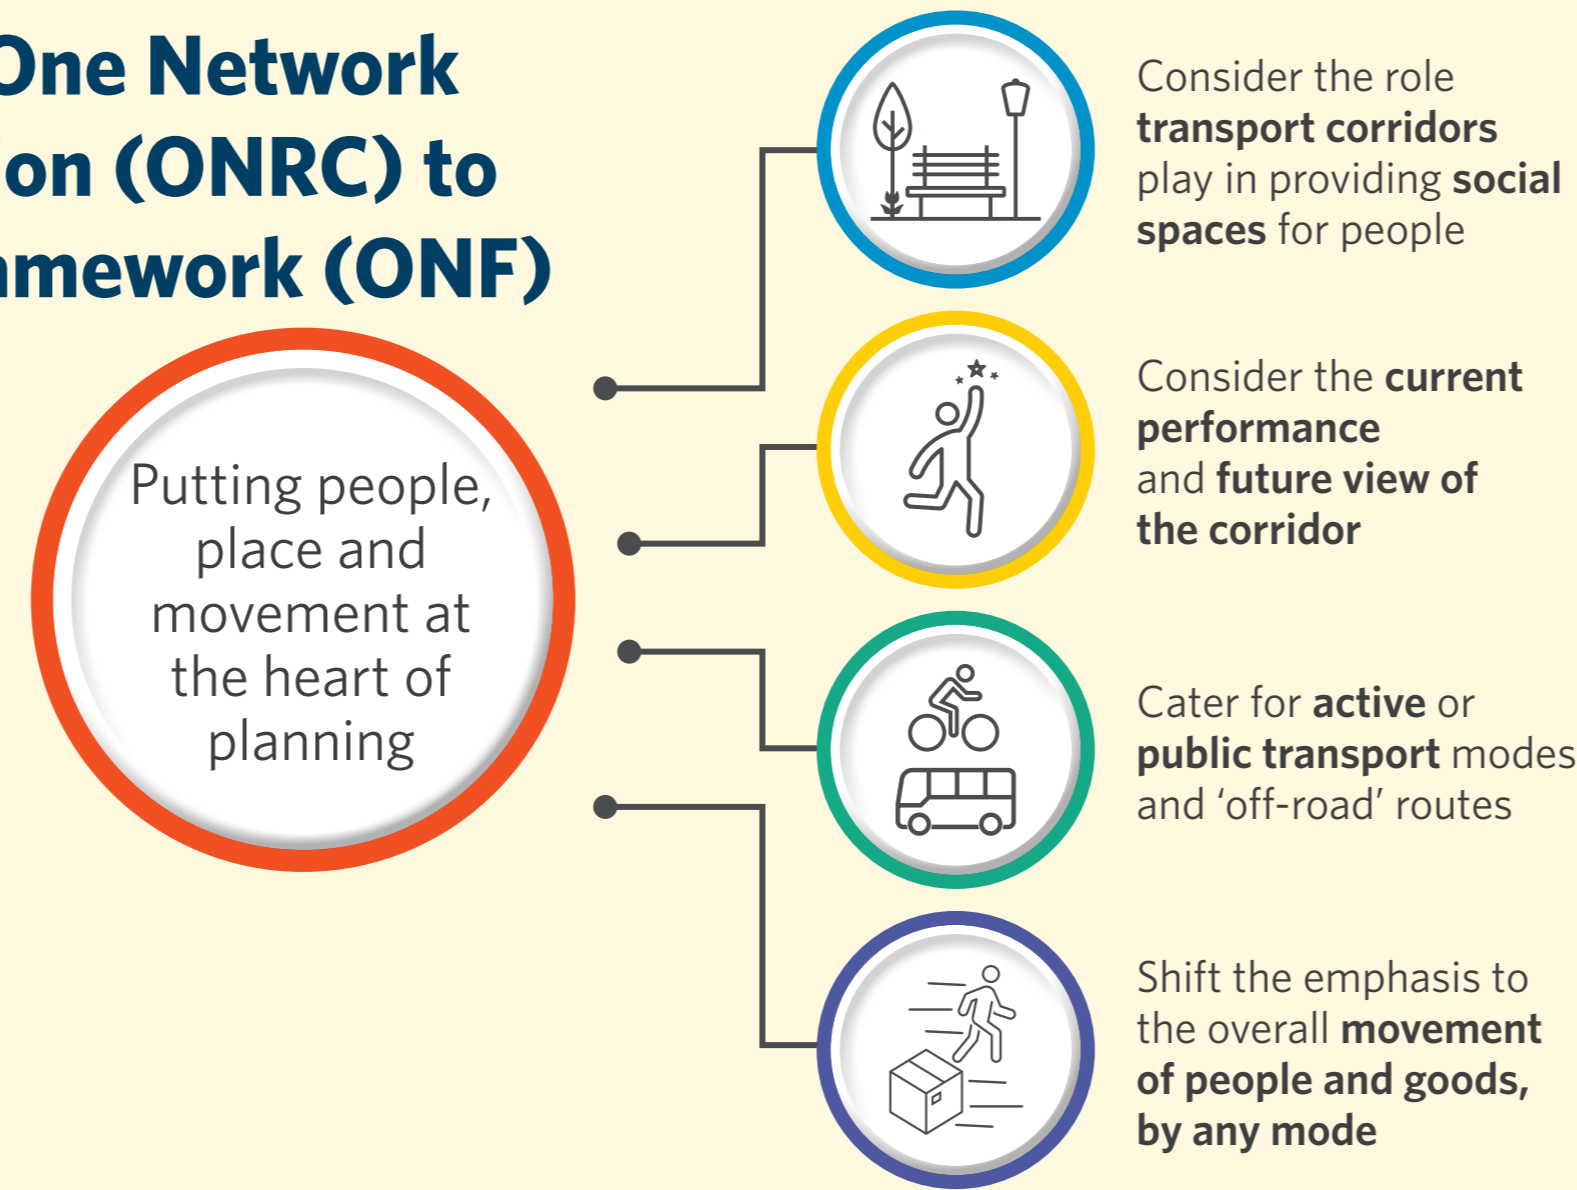 One Network
ion (ONRC) to
amework (ONF)
Putting people,
place and
movement at
the heart of
planning
Consider the role
transport corridors
play in providing social
spaces for people
Consider the current
performance
and future view of
the corridor
Cater for active or
public transport modes
and ‘off-road’ routes
Shift the emphasis to
the overall movement
of people and goods,
by any mode